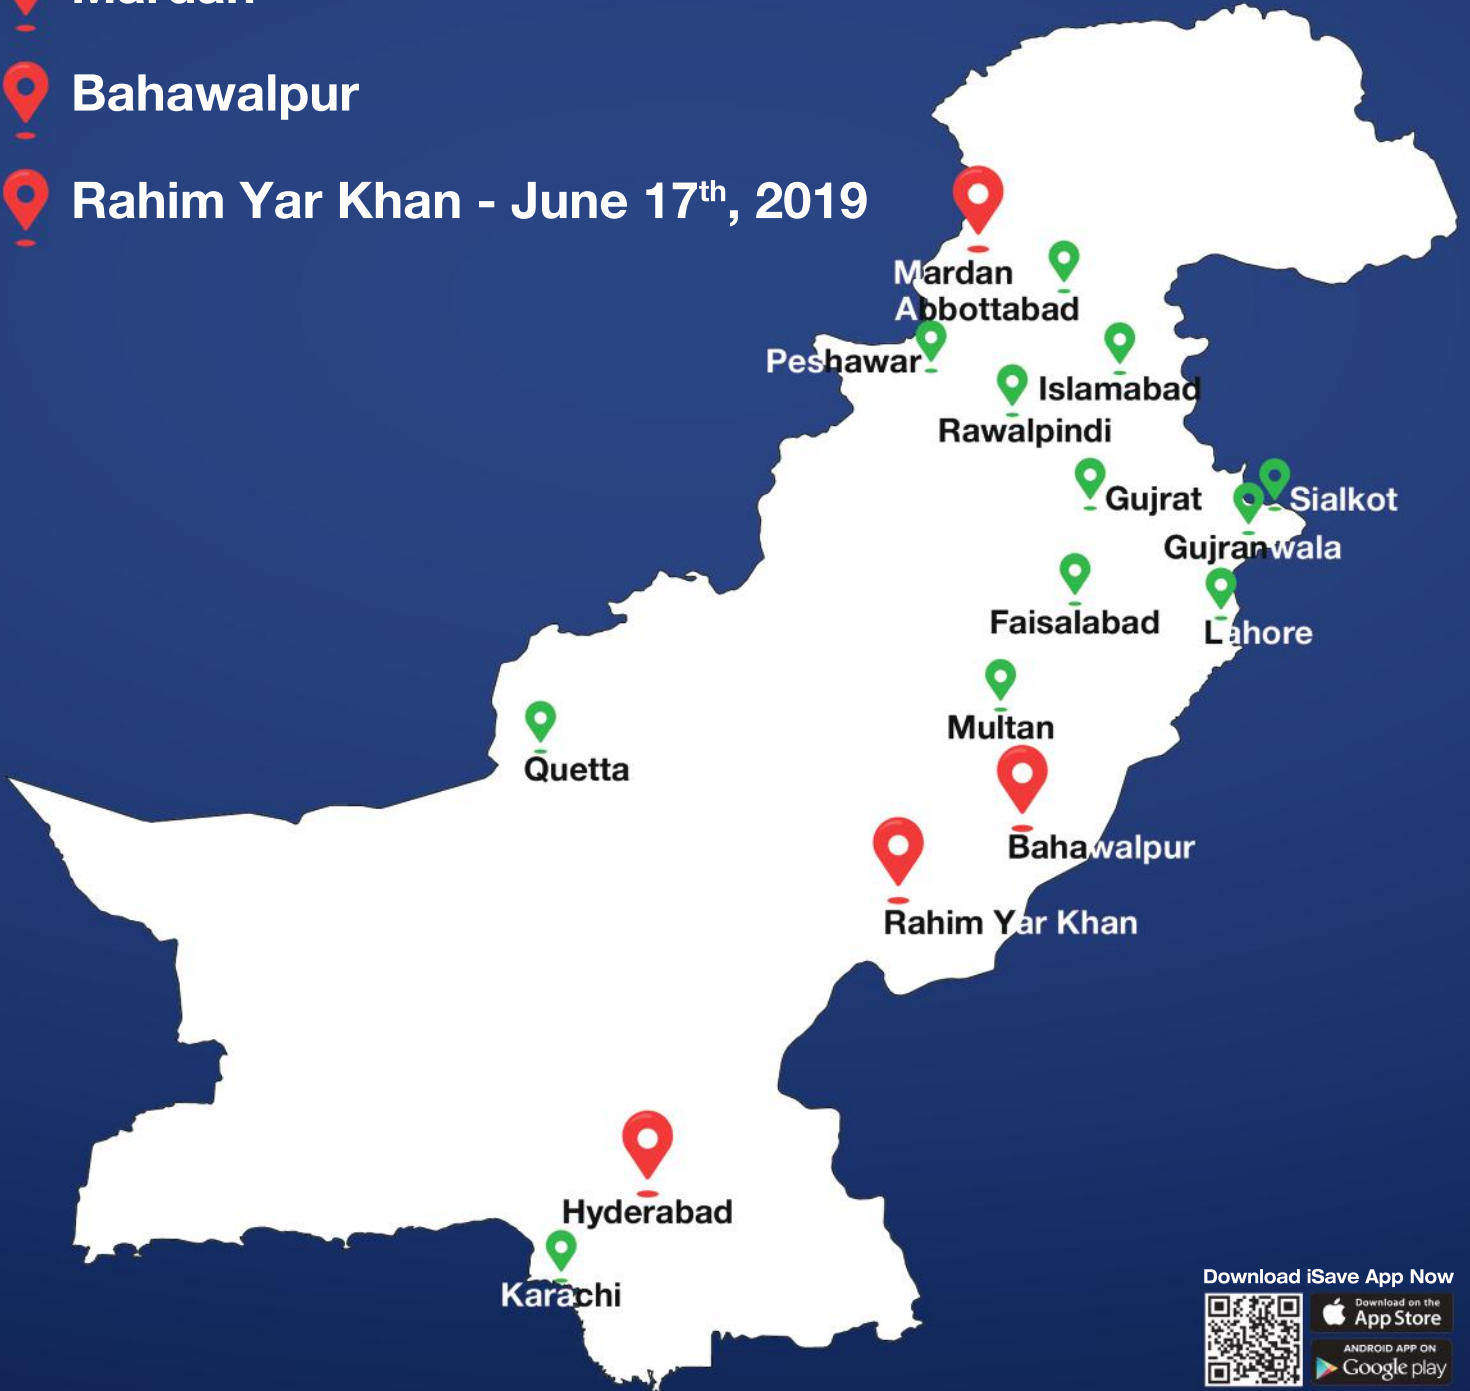 Mardan
Bahawalpur
Rahim Yar Khan - June 17th, 2019
Mardan
Abbottabad
Peshawar
Islamabad
Rawalpindi
Gujrat
Sialkot
Gujranwala
Faisalabad
Lahore
Multan
Quetta
Bahawalpur
Rahim Yar Khan
Hyderabad
Karachi
Download iSave App Now
Download on the
App Store
ANDROID APP ON
Google play